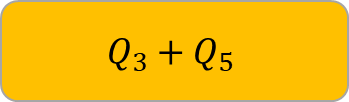 Q₃ + Q₅